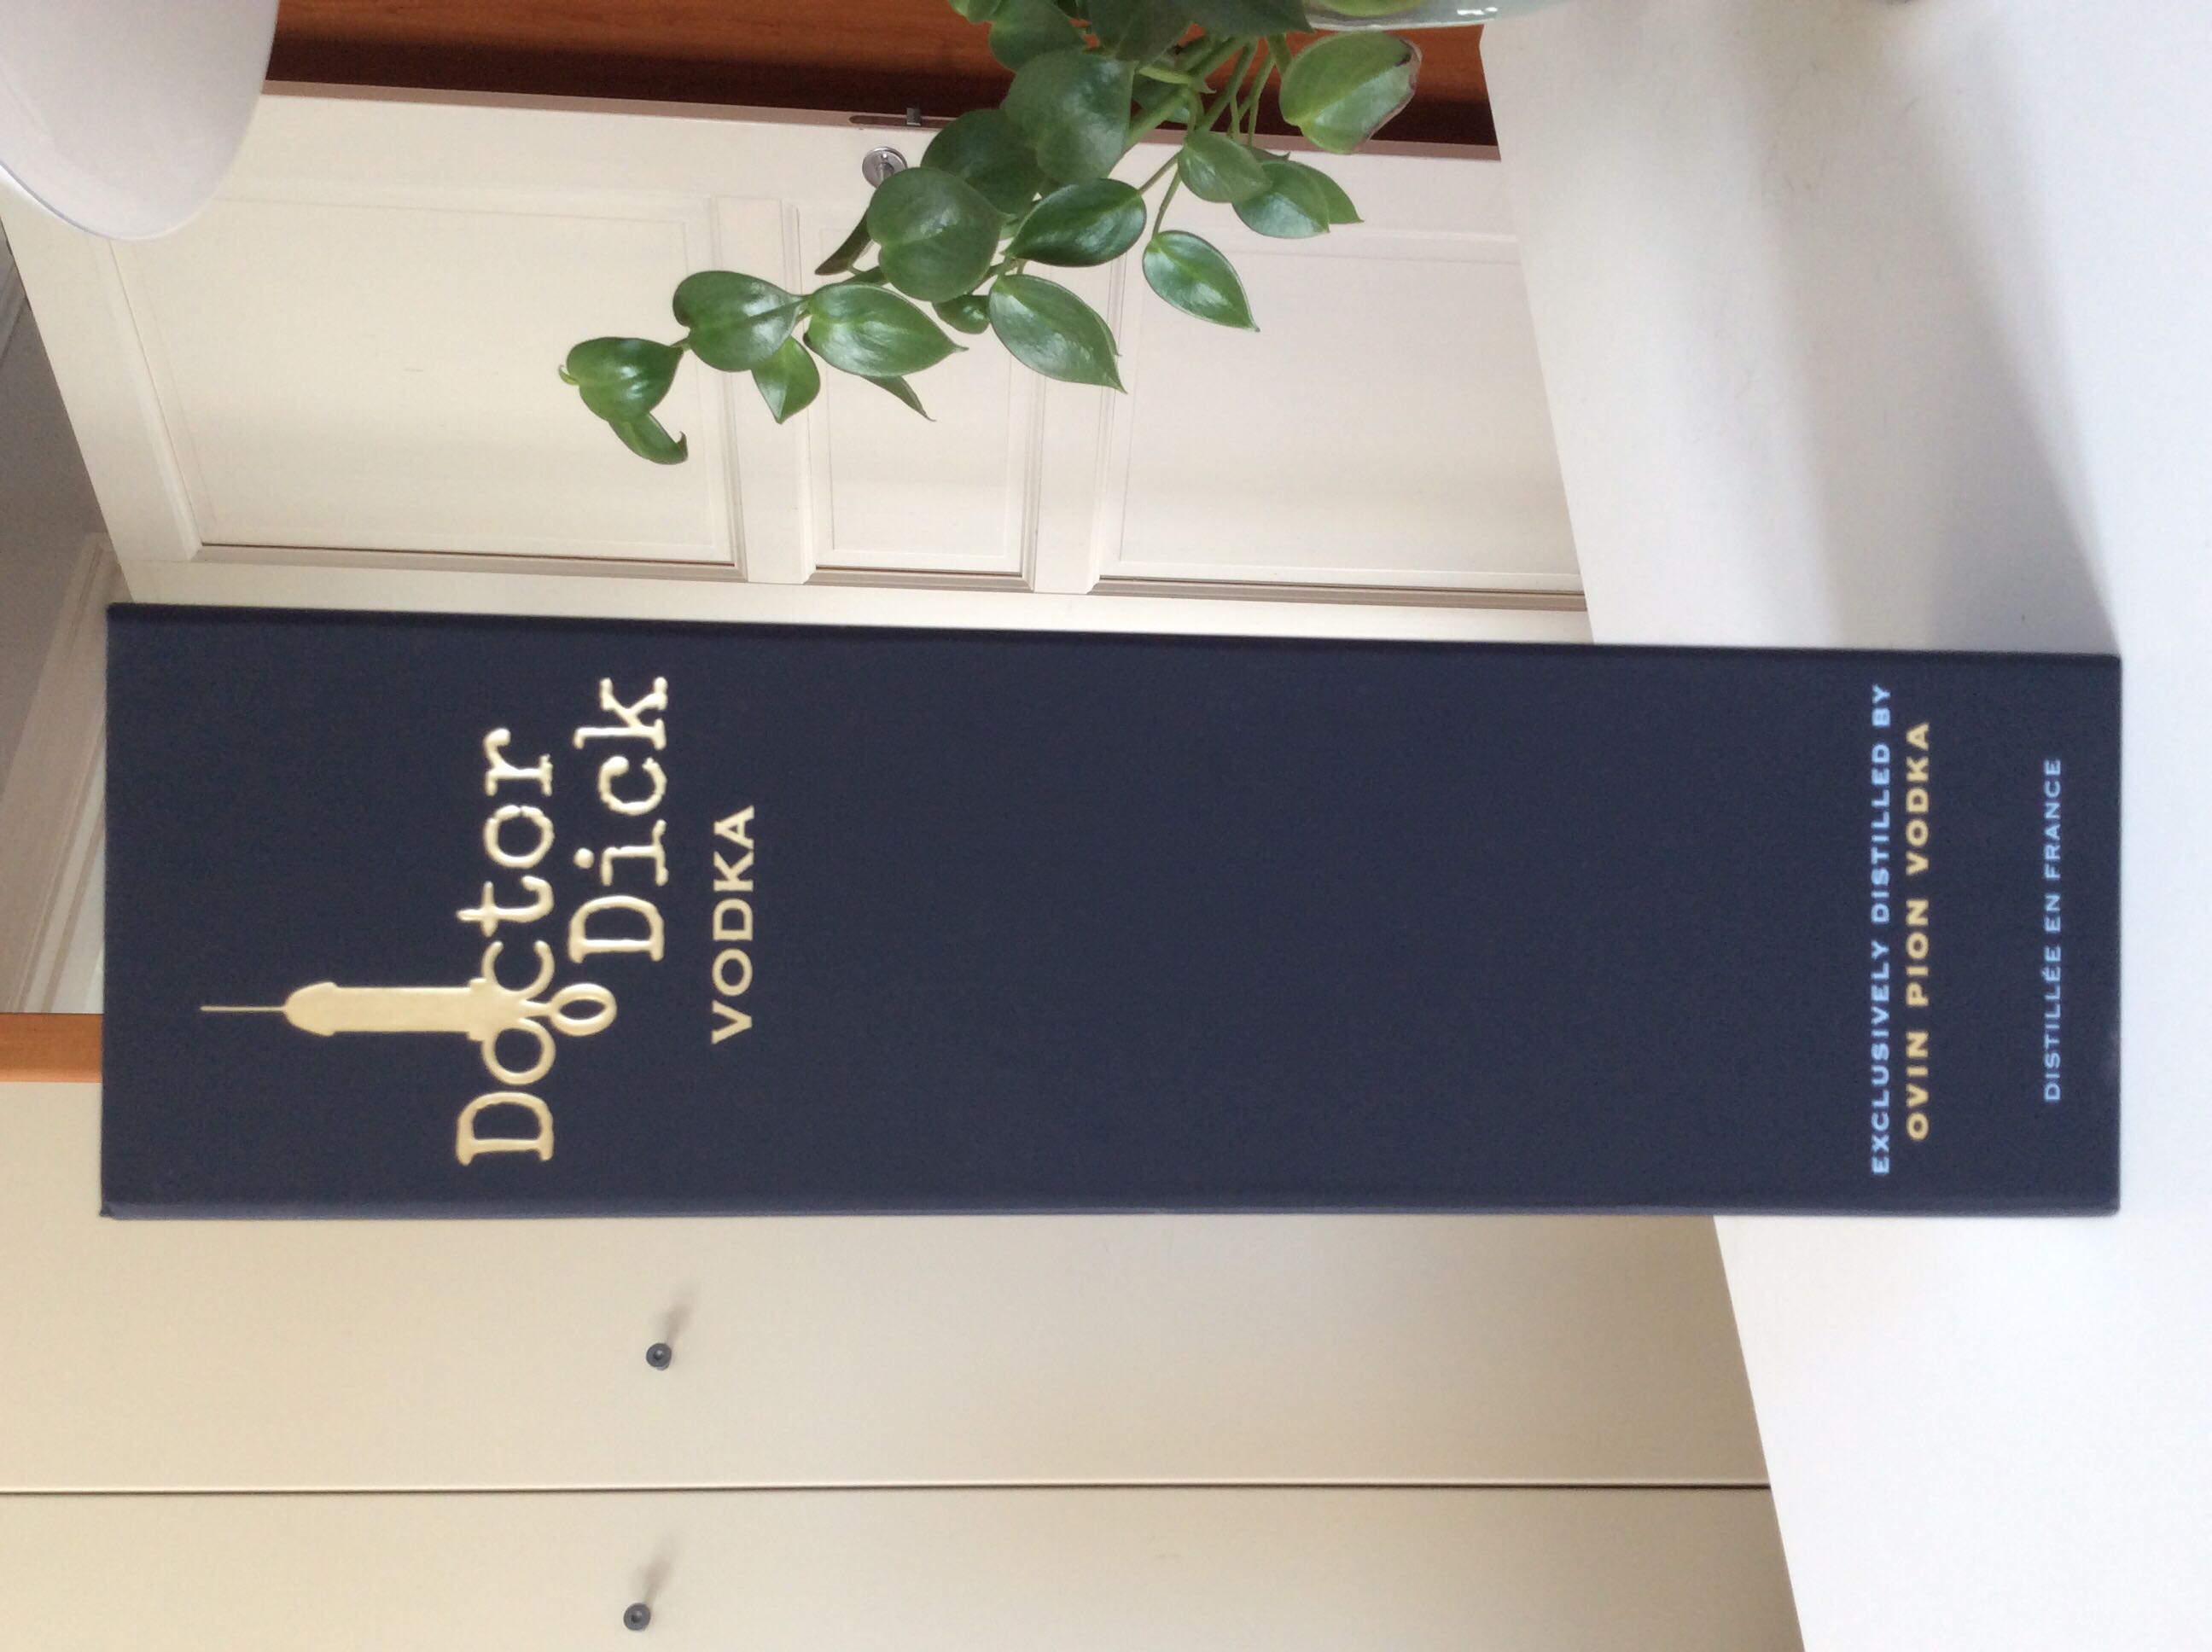 Doctor
Dick
VODKA
EXCLUSIVELY DISTILLED BY
OVIN PION VODKA
DISTILLÉE EN FRANCE